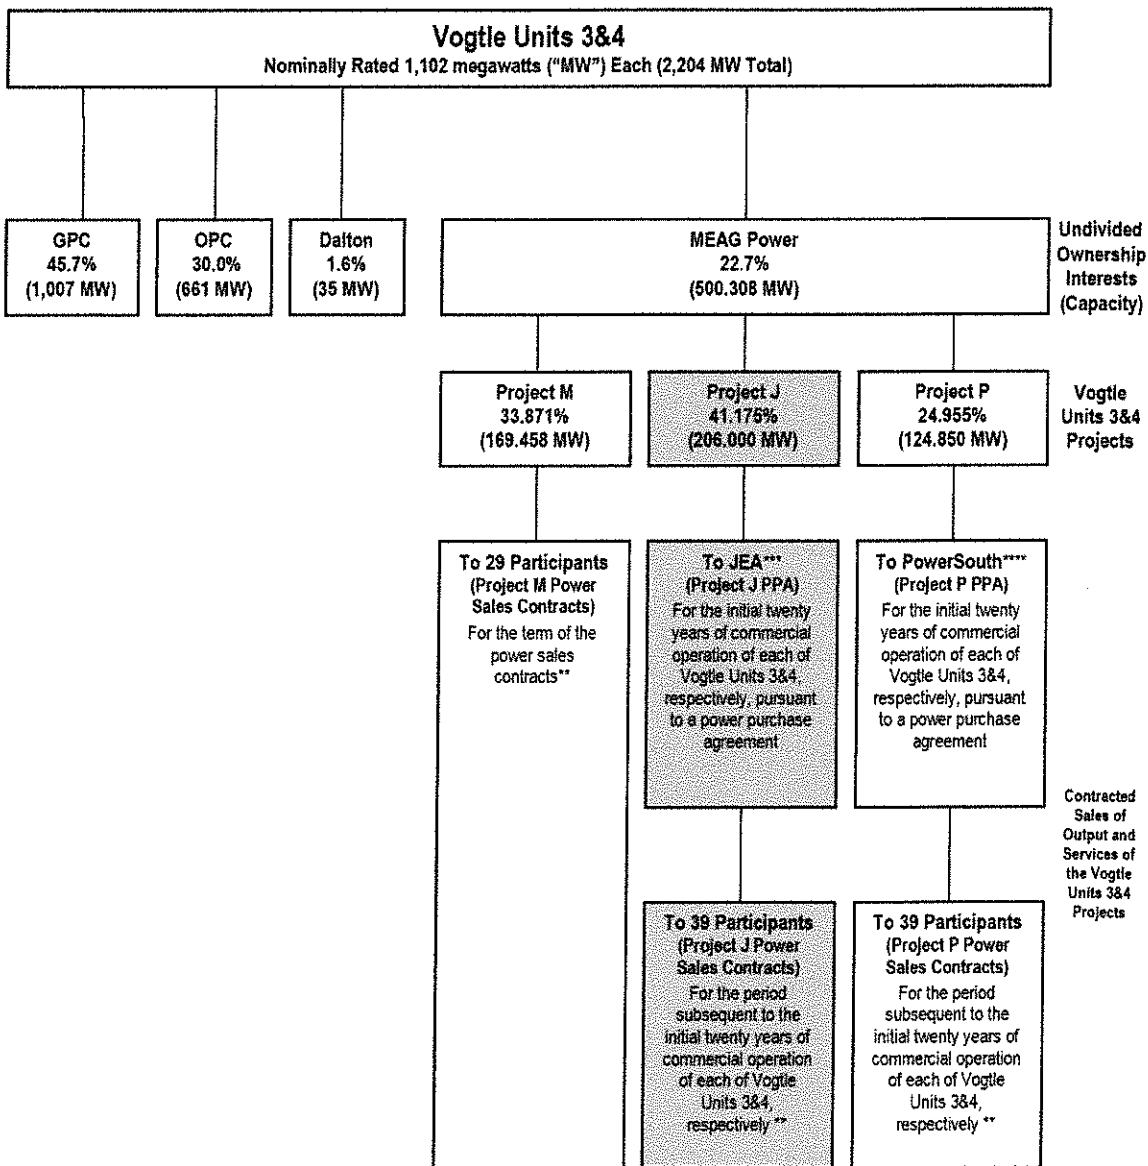 Vogtle Units 3&4
Nominally Rated 1,102 megawatts ("MW") Each (2,204 MW Total)
GPC
45.7%
(1,007 MW)
OPC
30.0%
(661 MW)
Dalton
1.6%
(35 MW)
MEAG Power
22.7%
(500.308 MW)
Undivided
Ownership
Interests
(Capacity)
Project M
33.871%
(169.458 MW)
Project J
41.175%
(206.000 MW)
Project P
24.955%
(124.850 MW)
Vogtle
Units 3&4
Projects
To 29 Participants
(Project M Power
Sales Contracts)
For the term of the
power sales
contracts**
To JEA***
(Project J PPA)
For the initial twenty
years of commercial
operation of each of
Vogtle Units 3&4,
respectively, pursuant
to a power purchase
agreement
To PowerSouth****
(Project P PPA)
For the initial twenty
years of commercial
operation of each of
Vogtle Units 3&4,
respectively, pursuant
to a power purchase
agreement
Contracted
Sales of
Output and
Services of
the Vogtle
Units 3&4
Projects
To 39 Participants
(Project J Power
Sales Contracts)
For the period
subsequent to the
initial twenty years of
commercial operation
of each of Vogtle
Units 3&4,
respectively **
To 39 Participants
(Project P Power
Sales Contracts)
For the period
subsequent to the
initial twenty years of
commercial operation
of each of Vogtle
Units 3&4,
respectively **